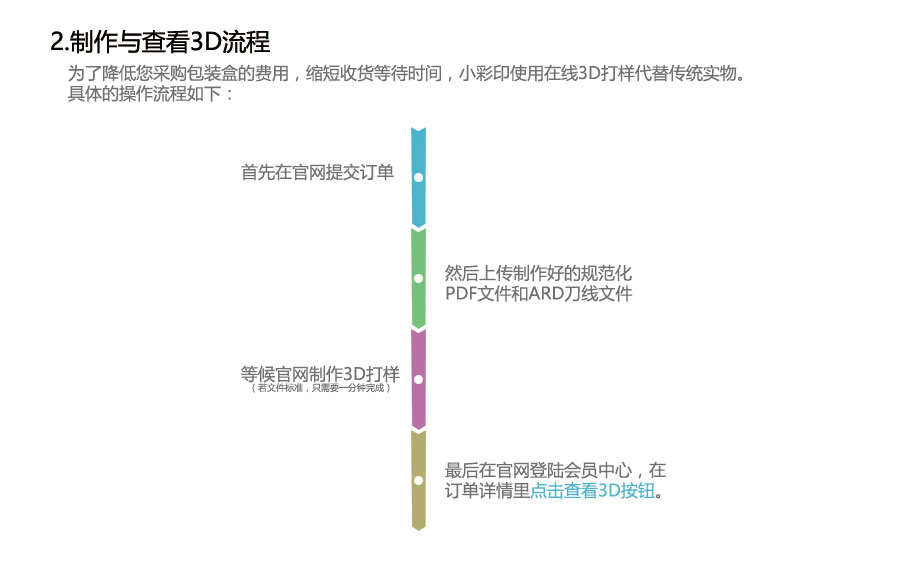 2.制作与查看3D流程
为了降低您采购包装盒的费用，缩短收货等待时间，小彩印使用在线3D打样代替传统实物。
具体的操作流程如下：
首先在官网提交订单
然后上传制作好的规范化
PDF文件和ARD刀线文件
等候官网制作3D打样
（若文件标准，只需要一分钟完成）
最后在官网登陆会员中心，在
订单详情里点击查看3D按钮。